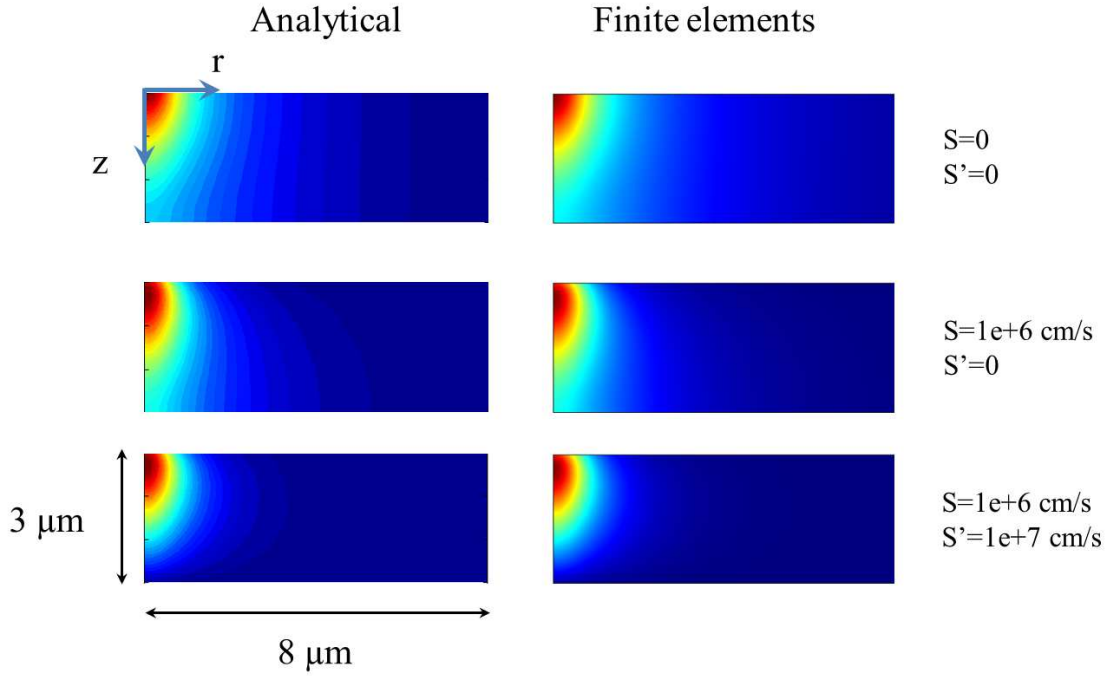 Analytical
Finite elements
r
z
S=0
S’=0
S=1e+6 cm/s
S’=0
S=1e+6 cm/s
S’=1e+7 cm/s
3 μm
8 μm